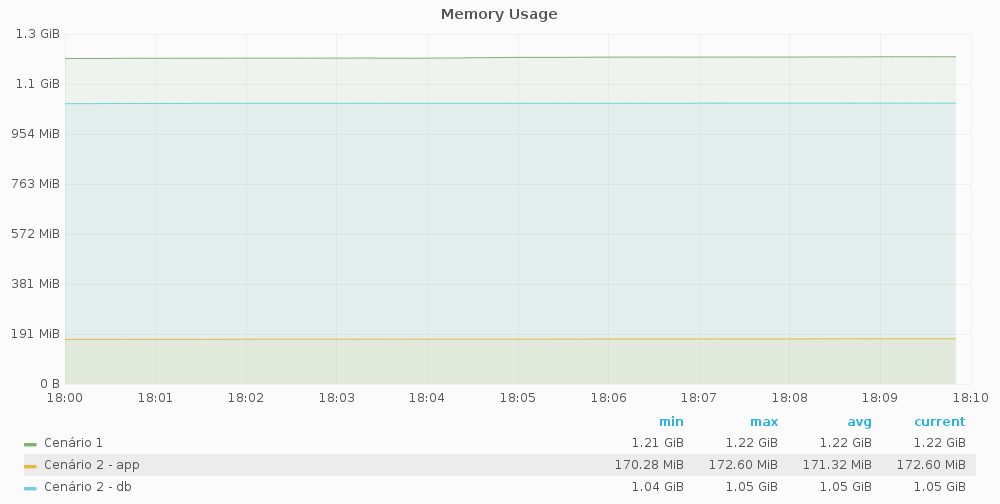 Memory Usage
1.3 GiB
1.1 GiB
954 MiB
763 MiB
572 MiB
381 MiB
191 MiB
0 B
18:00 18:01 18:02 18:03 18:04 18:05 18:06 18:07 18:08 18:09 18:10
min max avg current
Cenário 1 1.21 GiB 1.22 GiB 1.22 GiB 1.22 GiB
Cenário 2 - app 170.28 MiB 172.60 MiB 171.32 MiB 172.60 MiB
Cenário 2 - db 1.04 GiB 1.05 GiB 1.05 GiB 1.05 GiB